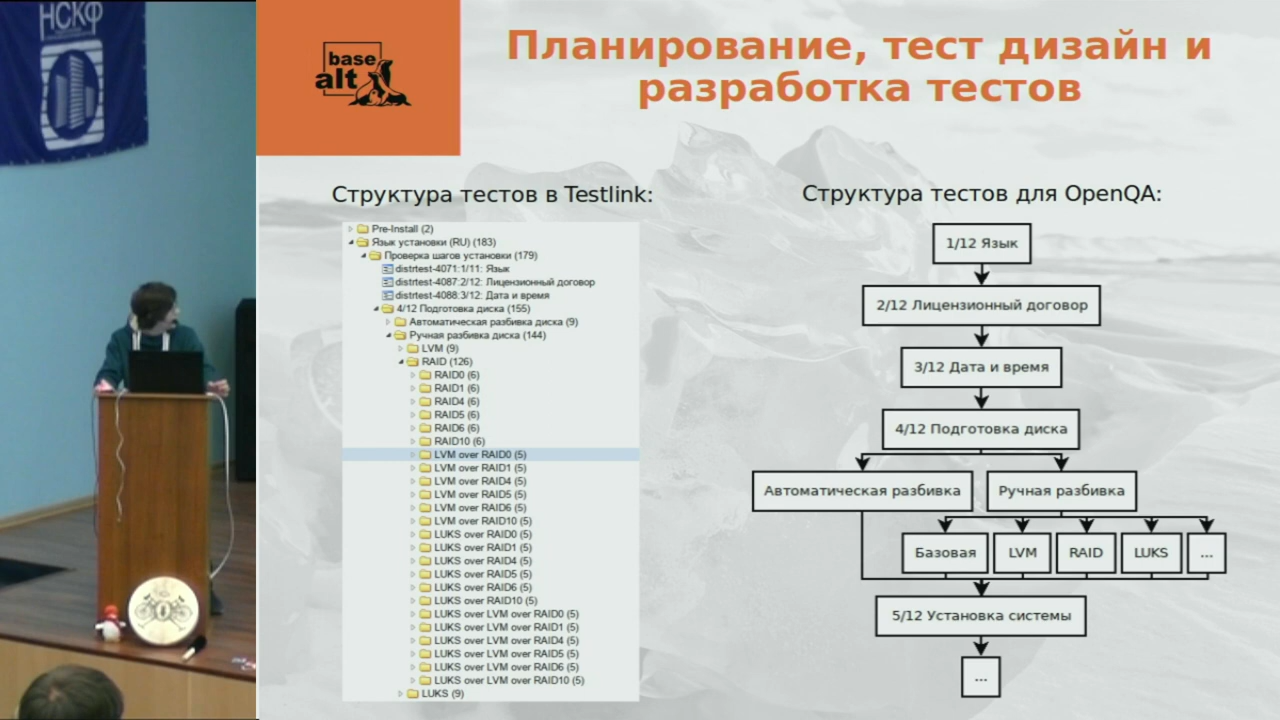 НСКФ
base
alt
Планирование, тест дизайн и
разработка тестов
Структура тестов в Testlink:
Pre-Install (2)
Язык установки (RU) (183)
Проверка шагов установки (179)
distrtest-4071:1/11: Язык
distrtest-4087:2/12: Лицензионный договор
distrtest-4088:3/12: Дата и время
4/12 Подготовка диска (155)
Автоматическая разбивка диска (9)
Ручная разбивка диска (144)
LVM (9)
RAID (126)
RAID0 (6)
RAID1 (6)
RAID4 (6)
RAID5 (6)
RAID6 (6)
RAID10 (6)
LVM over RAID0 (5)
LVM over RAID1 (5)
LVM over RAID4 (5)
LVM over RAID5 (5)
LVM over RAID6 (5)
LVM over RAID10 (5)
LUKS over RAID0 (5)
LUKS over RAID1 (5)
LUKS over RAID4 (5)
LUKS over RAID5 (5)
LUKS over RAID6 (5)
LUKS over RAID10 (5)
LUKS over LVM over RAID0 (5)
LUKS over LVM over RAID1 (5)
LUKS over LVM over RAID4 (5)
LUKS over LVM over RAID5 (5)
LUKS over LVM over RAID6 (5)
LUKS over LVM over RAID10 (5)
LUKS (9)
Структура тестов для OpenQA:
1/12 Язык
2/12 Лицензионный договор
3/12 Дата и время
4/12 Подготовка диска
Автоматическая разбивка
Ручная разбивка
Базовая
LVM
RAID
LUKS
...
5/12 Установка системы
...